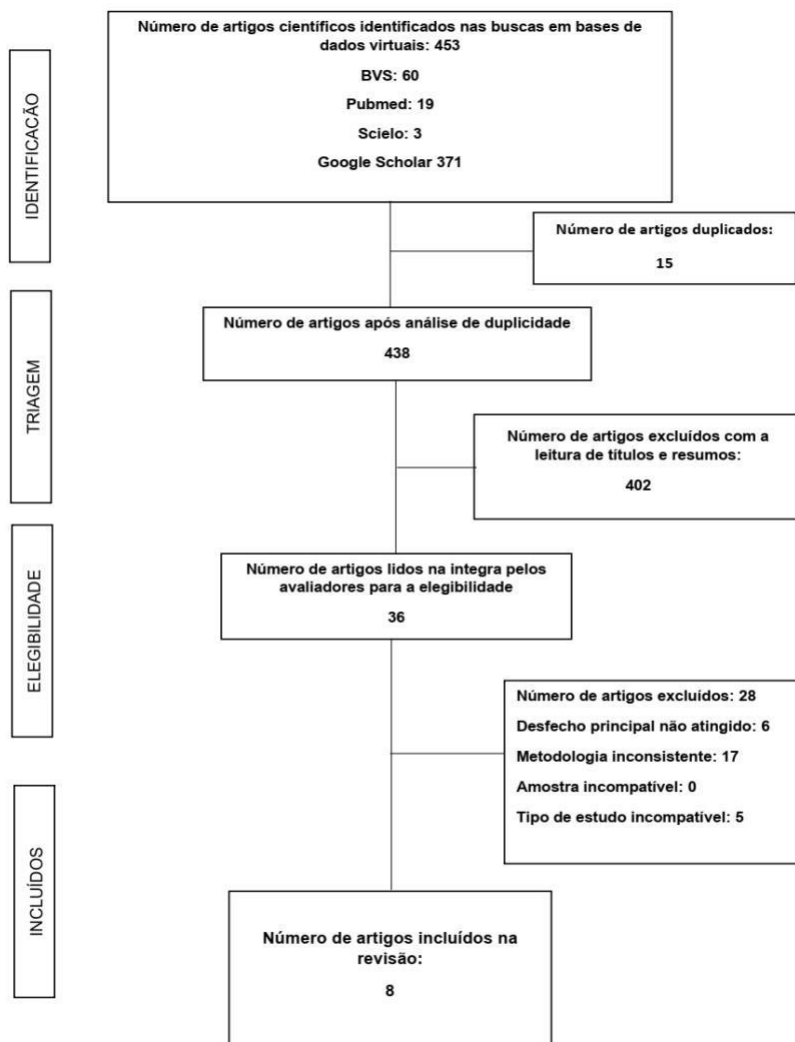 Número de artigos científicos identificados nas buscas em bases de
dados virtuais: 453
BVS: 60
Pubmed: 19
Scielo: 3
Google Scholar 371
IDENTIFICAÇÃO
Número de artigos duplicados:
15
Número de artigos após análise de duplicidade
438
TRIAGEM
Número de artigos excluídos com a
leitura de títulos e resumos:
402
Número de artigos lidos na integra pelos
avaliadores para a elegibilidade
36
ELEGIBILIDADE
Número de artigos excluídos: 28
Desfecho principal não atingido: 6
Metodologia inconsistente: 17
Amostra incompatível: 0
Tipo de estudo incompatível: 5
INCLUÍDOS
Número de artigos incluídos na
revisão:
8